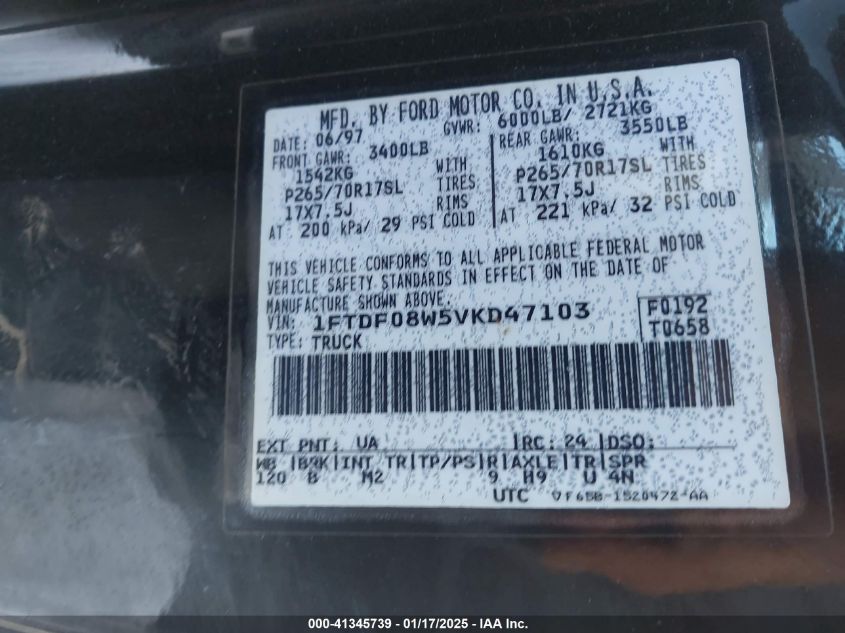 MFD. BY FORD MOTOR CO. IN U.S.A.
DATE: 06/97 GVWR: 6000LB/ 2721KG
FRONT GAWR: 3400LB REAR GAWR: 3550LB
1542KG WITH 1610KG WITH
P265/70R17SL TIRES P265/70R17SL TIRES
17X7.5J RIMS 17X7.5J RIMS
AT 200 kPa/ 29 PSI COLD AT 221 kPa/ 32 PSI COLD
THIS VEHICLE CONFORMS TO ALL APPLICABLE FEDERAL MOTOR
VEHICLE SAFETY STANDARDS IN EFFECT ON THE DATE OF
MANUFACTURE SHOWN ABOVE.
VIN: 1FTDF08W5VKD47103 F0192
TYPE: TRUCK T0658
EXT PNT: UA RC: 24 DSO:
WB BRK INT TR TP/PS R AXLE TR SPR
120 B M2 9 H9 U 4N
UTC
000-41345739 - 01/17/2025 - IAA Inc.